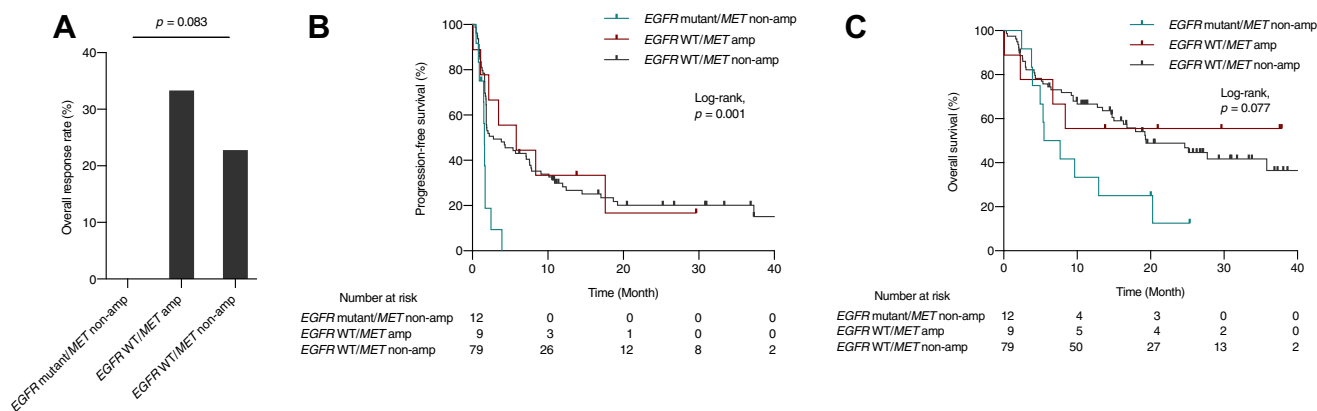 A
p = 0.083
Overall response rate (%)
40
30
20
10
0
EGFR mutant/MET non-amp
EGFR WT/MET amp
EGFR WT/MET non-amp
B
EGFR mutant/MET non-amp
EGFR WT/MET amp
EGFR WT/MET non-amp
Log-rank,
p = 0.001
Progression-free survival (%)
100
80
60
40
20
0
0 10 20 30 40
Time (Month)
Number at risk
EGFR mutant/MET non-amp 12 0 0 0 0
EGFR WT/MET amp 9 3 1 0 0
EGFR WT/MET non-amp 79 26 12 8 2
C
EGFR mutant/MET non-amp
EGFR WT/MET amp
EGFR WT/MET non-amp
Log-rank,
p = 0.077
Overall survival (%)
100
80
60
40
20
0
0 10 20 30 40
Time (Month)
Number at risk
EGFR mutant/MET non-amp 12 4 3 0 0
EGFR WT/MET amp 9 5 4 2 0
EGFR WT/MET non-amp 79 50 27 13 2